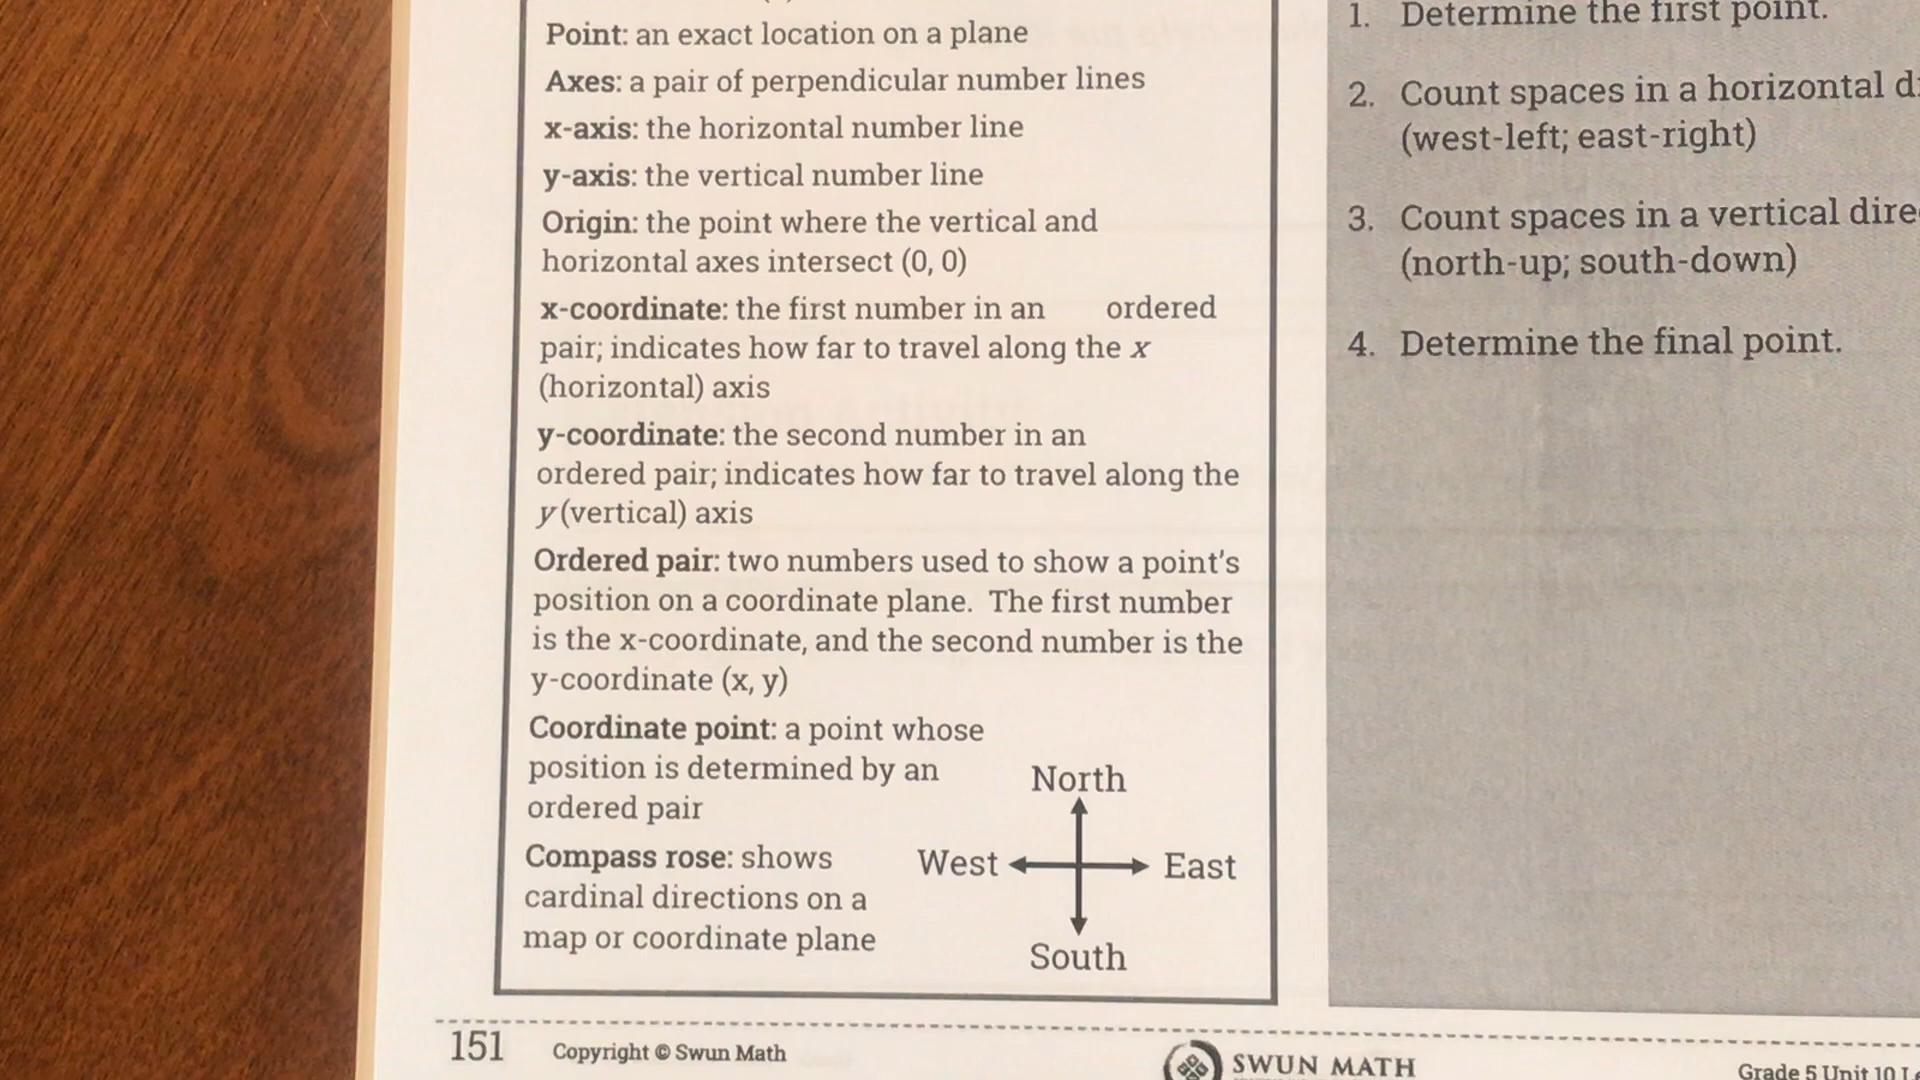 Point: an exact location on a plane
Axes: a pair of perpendicular number lines
x-axis: the horizontal number line
y-axis: the vertical number line
Origin: the point where the vertical and
horizontal axes intersect (0, 0)
x-coordinate: the first number in an ordered
pair; indicates how far to travel along the x
(horizontal) axis
y-coordinate: the second number in an
ordered pair; indicates how far to travel along the
y (vertical) axis
Ordered pair: two numbers used to show a point's
position on a coordinate plane. The first number
is the x-coordinate, and the second number is the
y-coordinate (x, y)
Coordinate point: a point whose
position is determined by an
ordered pair
Compass rose: shows
cardinal directions on a
map or coordinate plane
North
West East
South
1. Determine the first point.
2. Count spaces in a horizontal
(west-left; east-right)
3. Count spaces in a vertical
(north-up; south-down)
4. Determine the final point.
151 Copyright © Swun Math
SWUN MATH
Grade 5 Unit 10